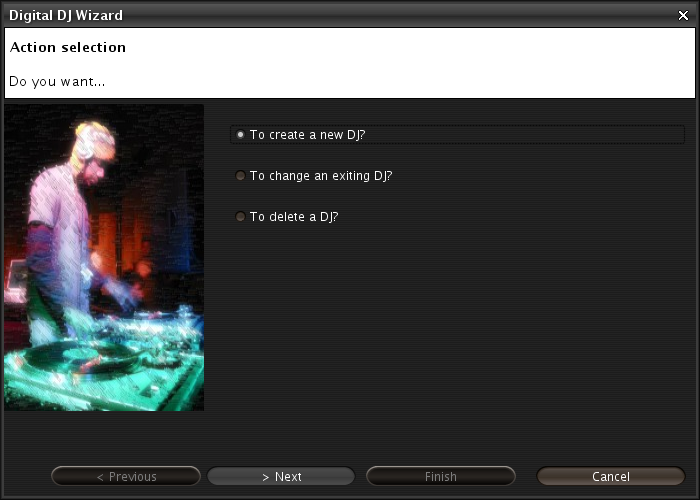 Digital DJ Wizard
Action selection
Do you want...
To create a new DJ?
To change an exiting DJ?
To delete a DJ?
< Previous
> Next
Finish
Cancel